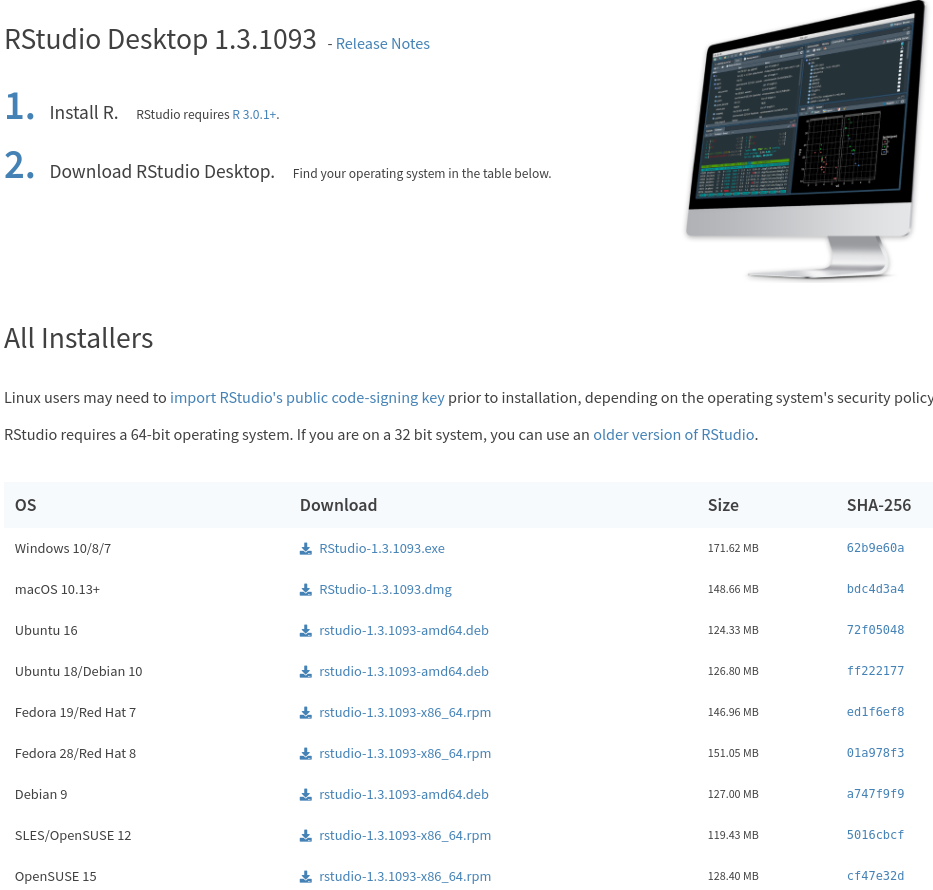 RStudio Desktop 1.3.1093 - Release Notes
1. Install R. RStudio requires R 3.0.1+.
2. Download RStudio Desktop. Find your operating system in the table below.
All Installers
Linux users may need to import RStudio's public code-signing key prior to installation, depending on the operating system's security policy
RStudio requires a 64-bit operating system. If you are on a 32 bit system, you can use an older version of RStudio.
OS Download Size SHA-256
Windows 10/8/7 RStudio-1.3.1093.exe 171.62 MB 62b9e60a
macOS 10.13+ RStudio-1.3.1093.dmg 148.66 MB bdc4d3a4
Ubuntu 16 rstudio-1.3.1093-amd64.deb 124.33 MB 72f05048
Ubuntu 18/Debian 10 rstudio-1.3.1093-amd64.deb 126.80 MB ff222177
Fedora 19/Red Hat 7 rstudio-1.3.1093-x86_64.rpm 146.96 MB ed1f6ef8
Fedora 28/Red Hat 8 rstudio-1.3.1093-x86_64.rpm 151.05 MB 01a978f3
Debian 9 rstudio-1.3.1093-amd64.deb 127.00 MB a747f9f9
SLES/OpenSUSE 12 rstudio-1.3.1093-x86_64.rpm 119.43 MB 5016cbcf
OpenSUSE 15 rstudio-1.3.1093-x86_64.rpm 128.40 MB cf47e32d